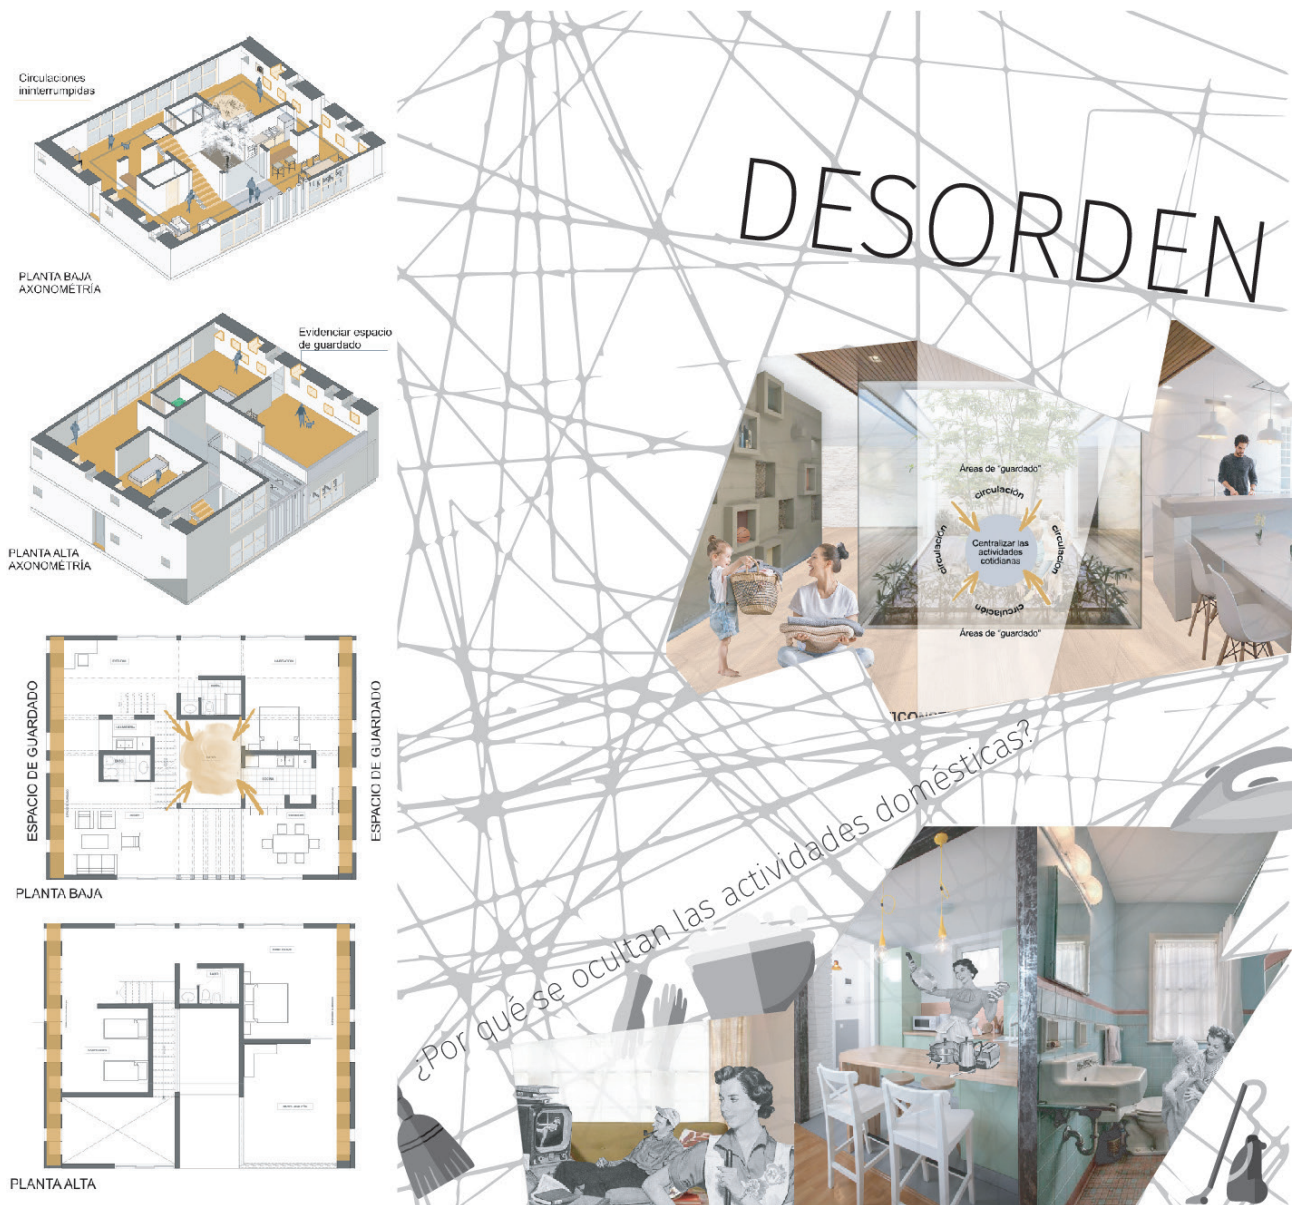 Circulaciones
ininterrumpidas
PLANTA BAJA
AXONOMÉTRÍA
Evidenciar espacio
de guardado
PLANTA ALTA
AXONOMÉTRÍA
ESPACIO DE GUARDADO
ESPACIO DE GUARDADO
PLANTA BAJA
PLANTA ALTA
DESORDEN
Áreas de "guardado"
circulación
circulación
Centralizar las
actividades
cotidianas
circulación
circulación
Áreas de "guardado"
¿Por qué se ocultan las actividades domésticas?